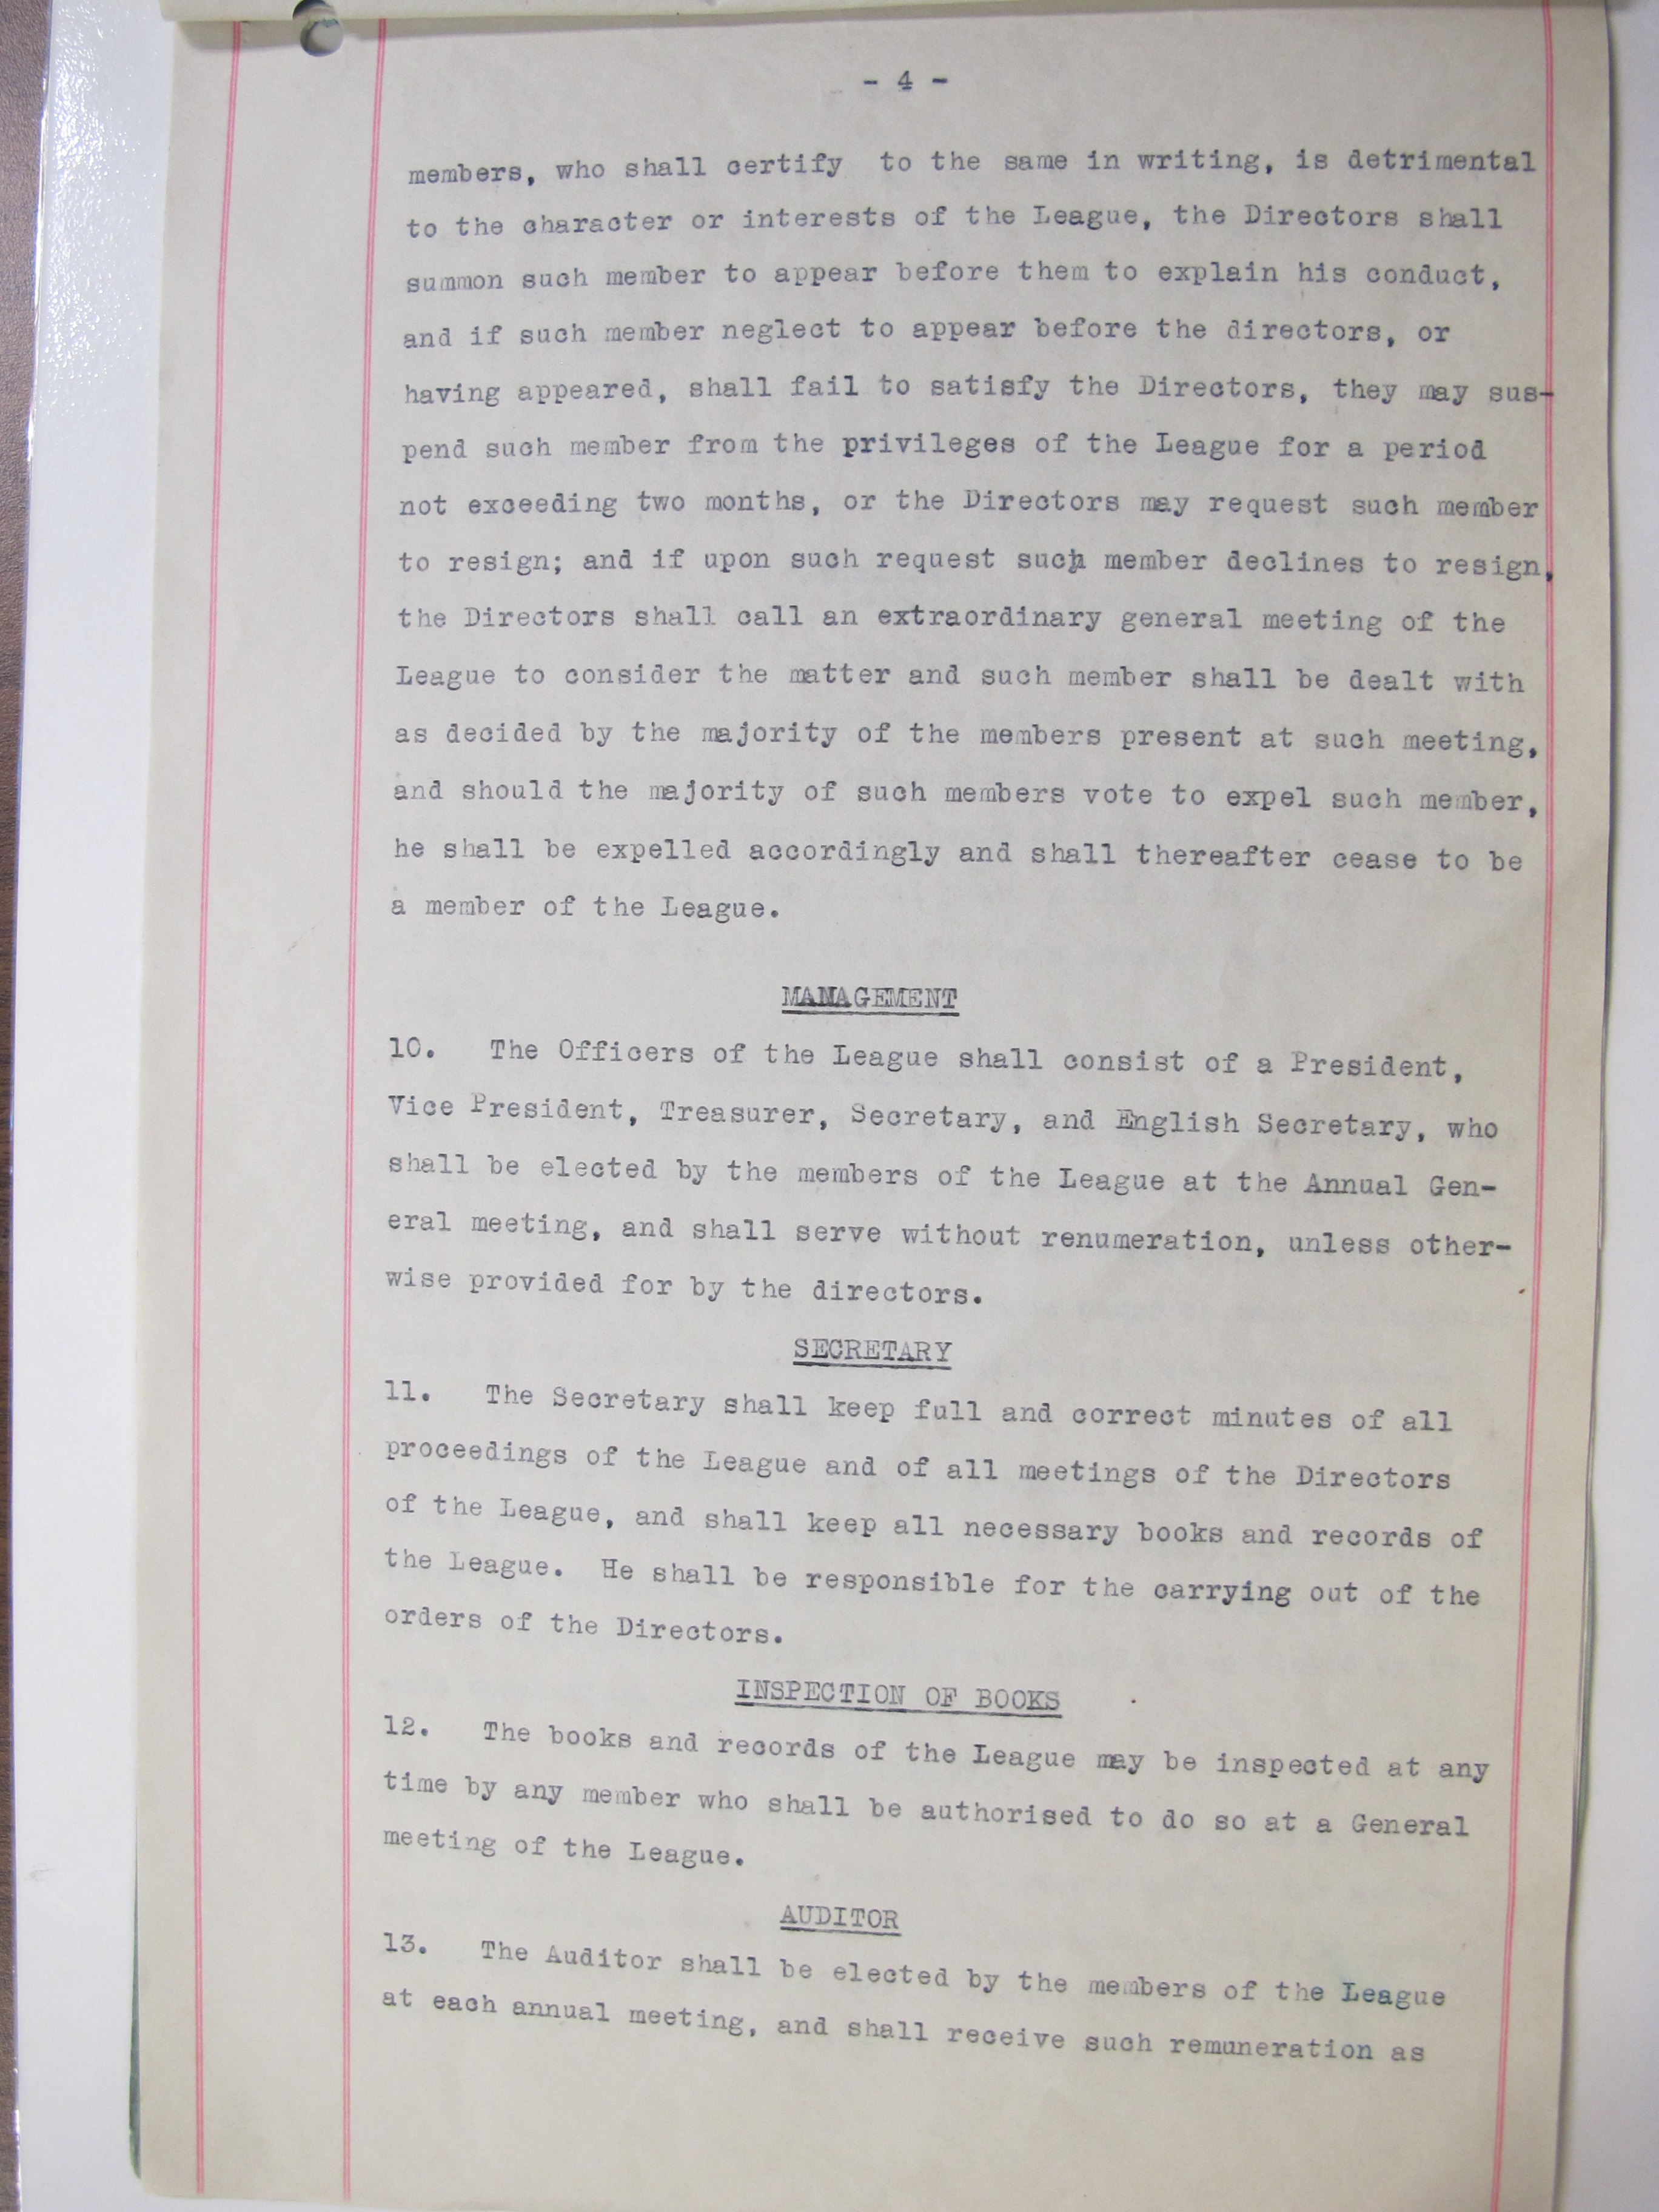 - 4 -
members, who shall certify to the same in writing, is detrimental
to the character or interests of the League, the Directors shall
summon such member to appear before them to explain his conduct,
and if such member neglect to appear before the directors, or
having appeared, shall fail to satisfy the Directors, they may sus-
pend such member from the privileges of the League for a period
not exceeding two months, or the Directors may request such member
to resign; and if upon such request such member declines to resign,
the Directors shall call an extraordinary general meeting of the
League to consider the matter and such member shall be dealt with
as decided by the majority of the members present at such meeting,
and should the majority of such members vote to expel such member,
he shall be expelled accordingly and shall thereafter cease to be
a member of the League.
MANAGEMENT
10. The Officers of the League shall consist of a President,
Vice President, Treasurer, Secretary, and English Secretary, who
shall be elected by the members of the League at the Annual Gen-
eral meeting, and shall serve without renumeration, unless other-
wise provided for by the directors.
SECRETARY
11. The Secretary shall keep full and correct minutes of all
proceedings of the League and of all meetings of the Directors
of the League, and shall keep all necessary books and records of
the League. He shall be responsible for the carrying out of the
orders of the Directors.
INSPECTION OF BOOKS
12. The books and records of the League may be inspected at any
time by any member who shall be authorised to do so at a General
meeting of the League.
AUDITOR
13. The Auditor shall be elected by the members of the League
at each annual meeting, and shall receive such remuneration as